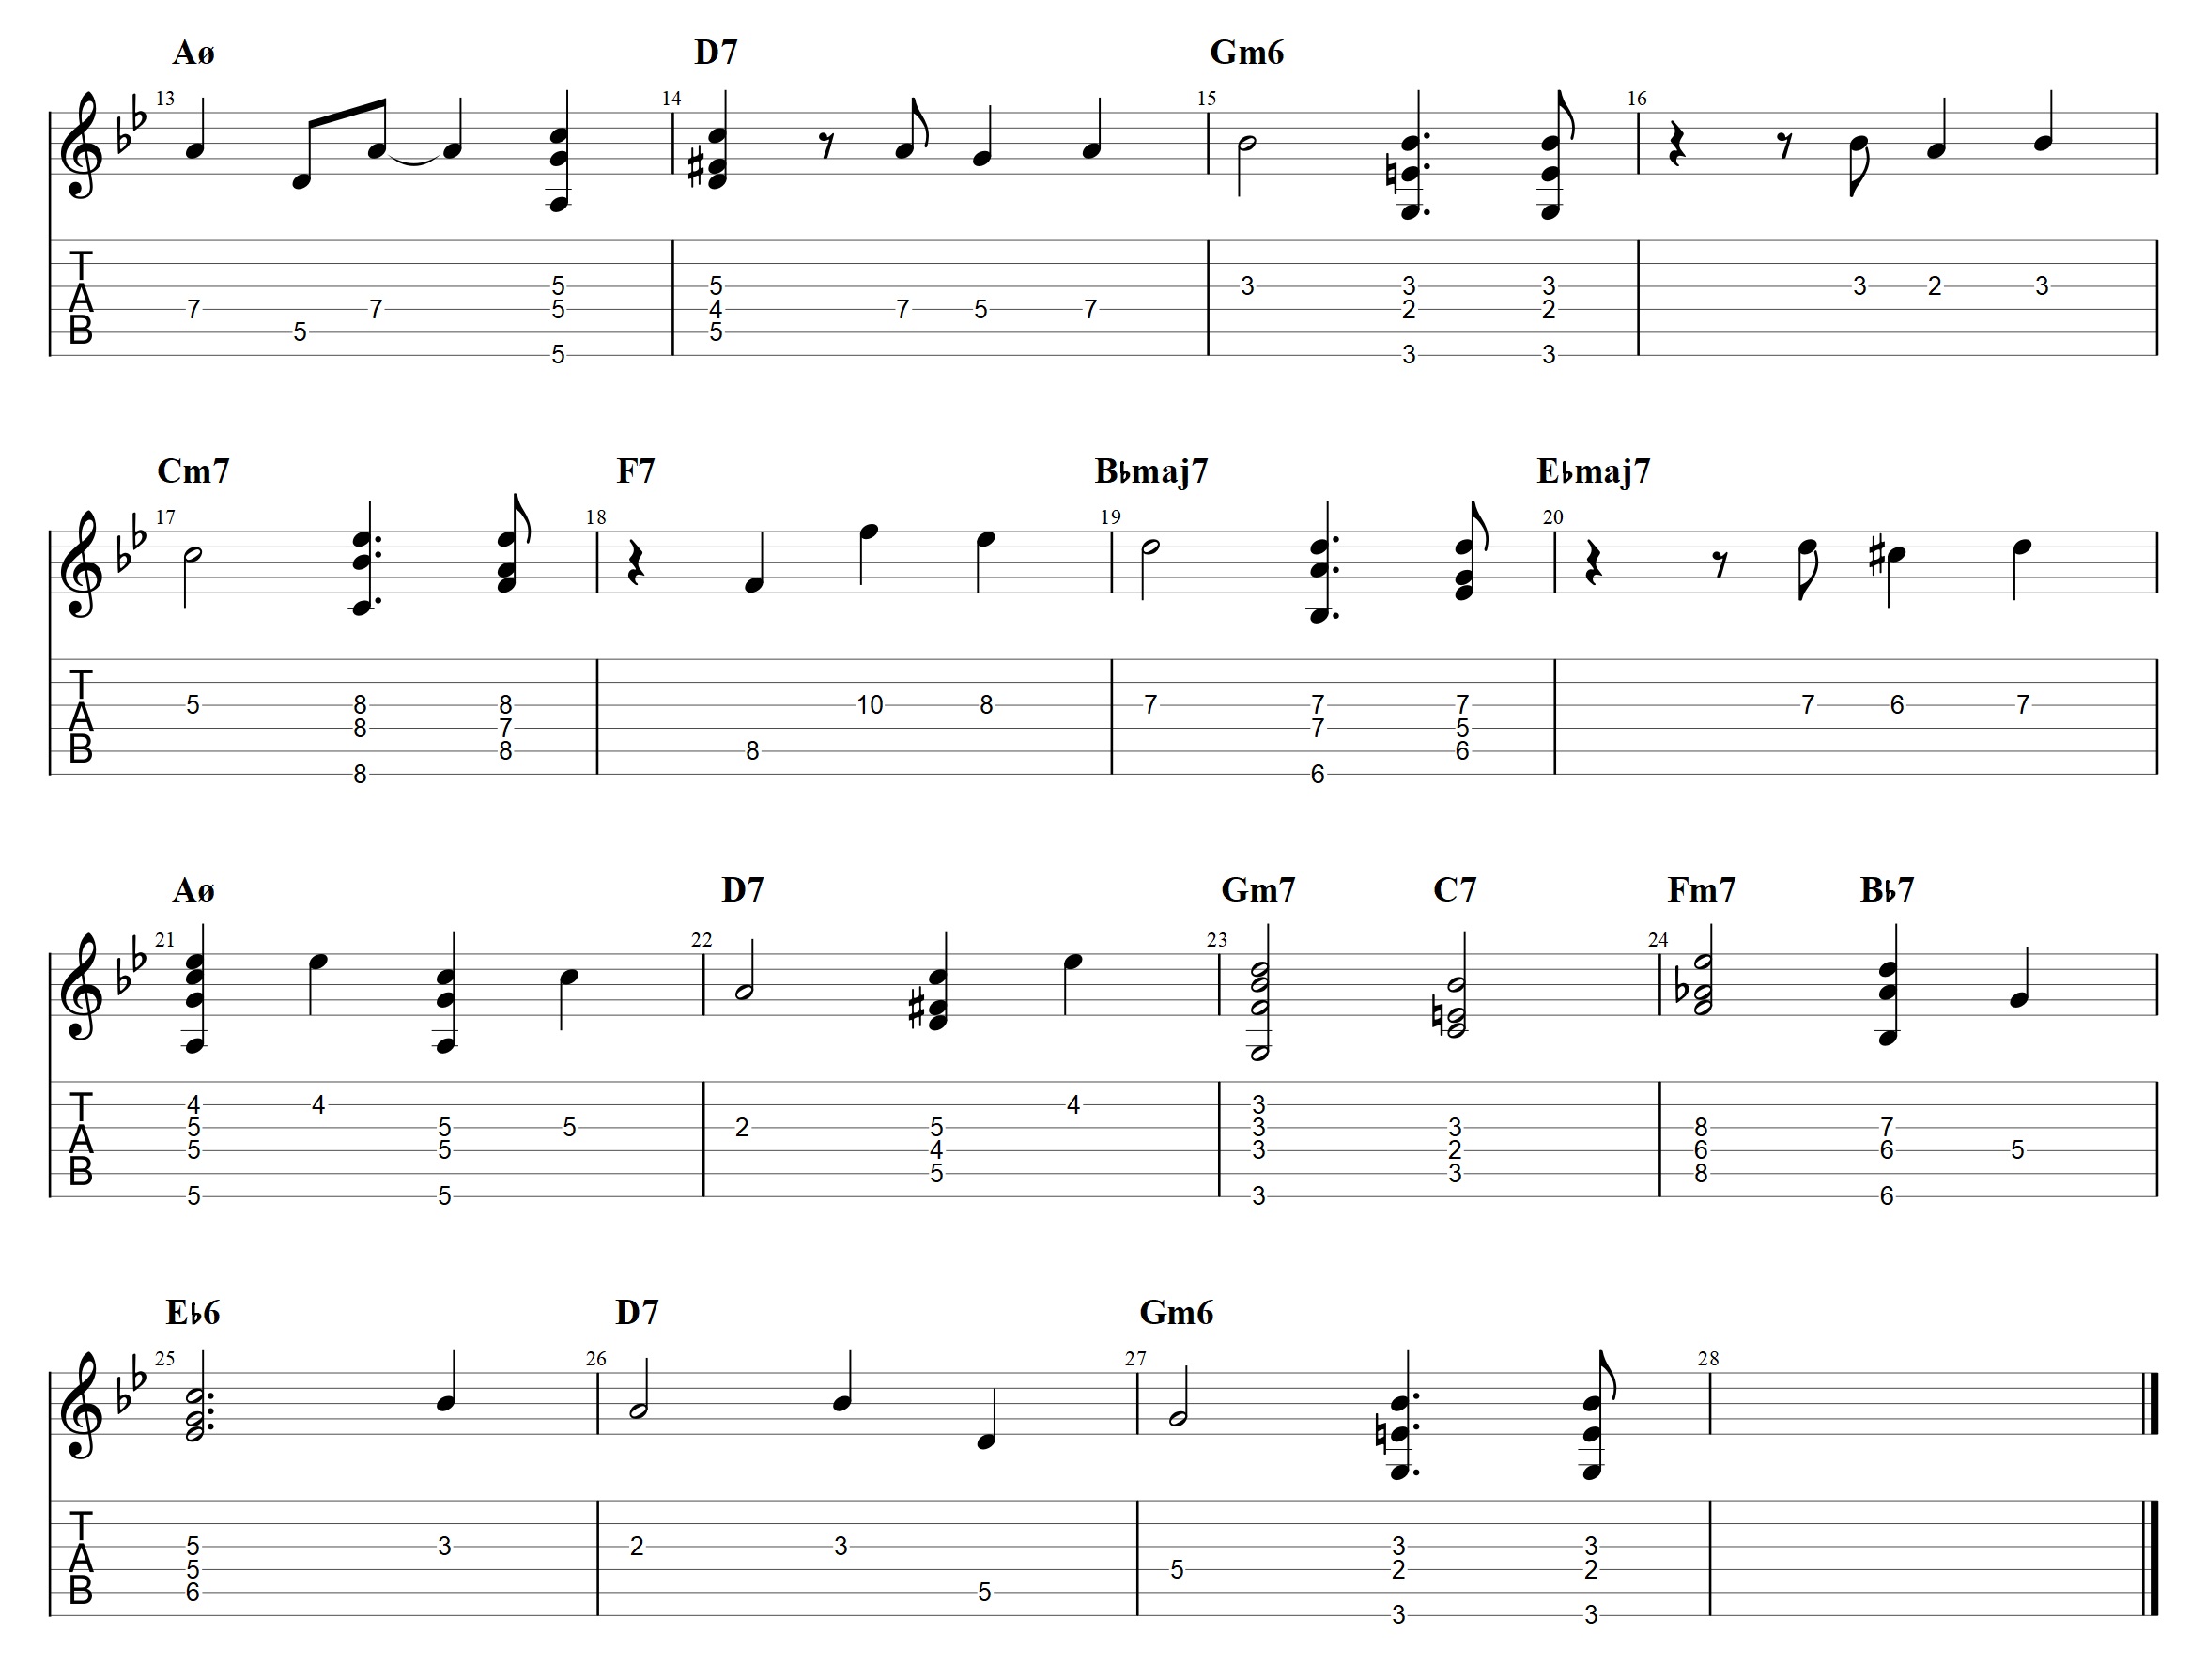 Aø D7 Gm6
13 14 15 16
T 5 5 3 3 3
A 7 7 5 4 7 5 7 2 2 3 2 3
B 5 5 5 3 3
Cm7 F7 B♭maj7 E♭maj7
17 18 19 20
T 5 8 8 10 8 7 7 7 7 6 7
A 8 7 7 5
B 8 8 8 6 6
Aø D7 Gm7 C7 Fm7 B♭7
21 22 23 24
T 4 4 4 3
5 5 5 2 5 3 3 8 7
A 5 5 4 3 2 6 6 5
B 5 3 8
5 5 3 6
E♭6 D7 Gm6
25 26 27 28
T 5 3 2 3 3 3
A 5 5 2 2
B 6 5
3 3